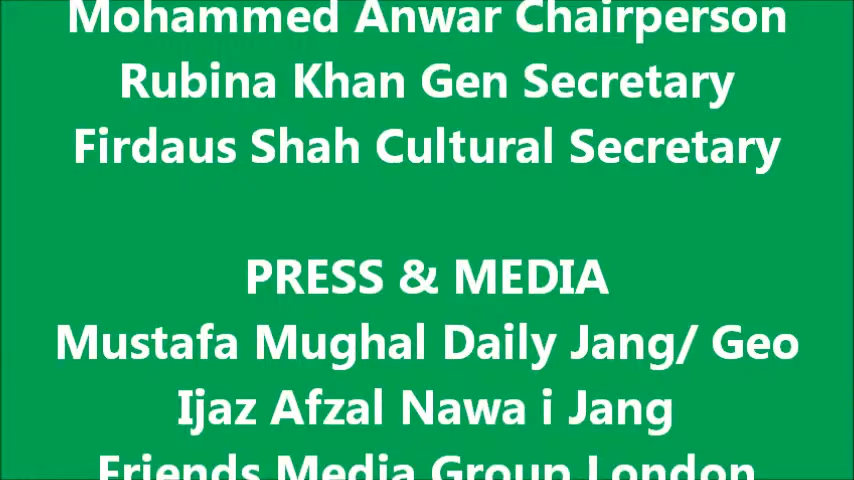 Mohammed Anwar Chairperson
Rubina Khan Gen Secretary
Firdaus Shah Cultural Secretary
PRESS & MEDIA
Mustafa Mughal Daily Jang/ Geo
Ijaz Afzal Nawa i Jang
Friends Media Group London